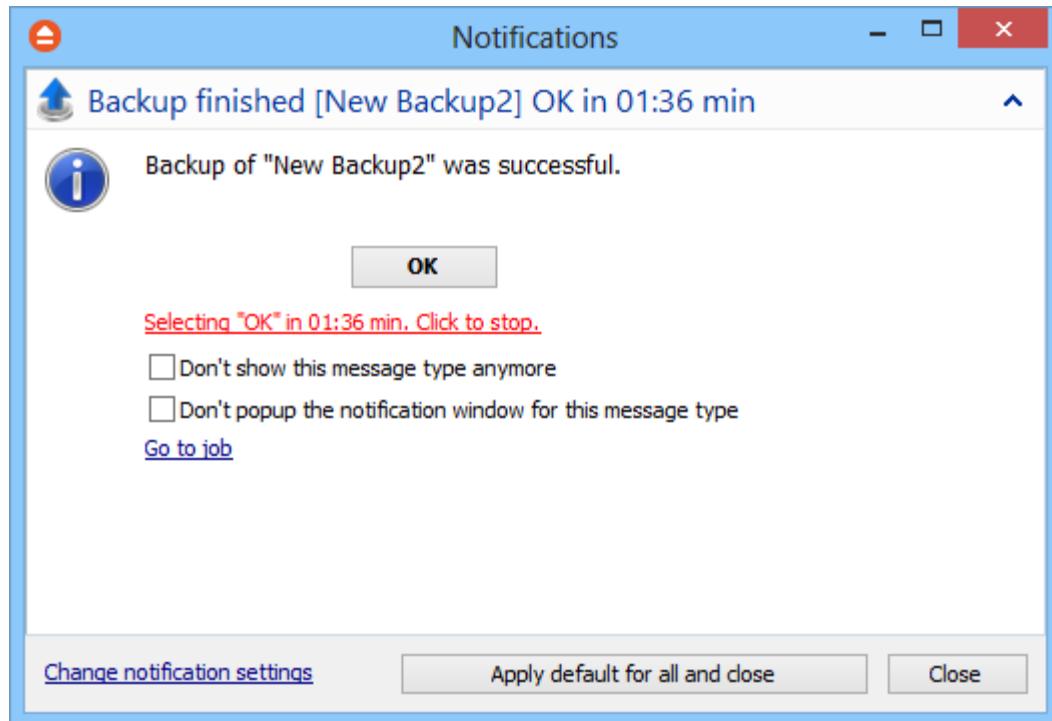 Notifications
Backup finished [New Backup2] OK in 01:36 min
Backup of "New Backup2" was successful.
OK
Selecting "OK" in 01:36 min. Click to stop.
Don't show this message type anymore
Don't popup the notification window for this message type
Go to job
Change notification settings
Apply default for all and close
Close